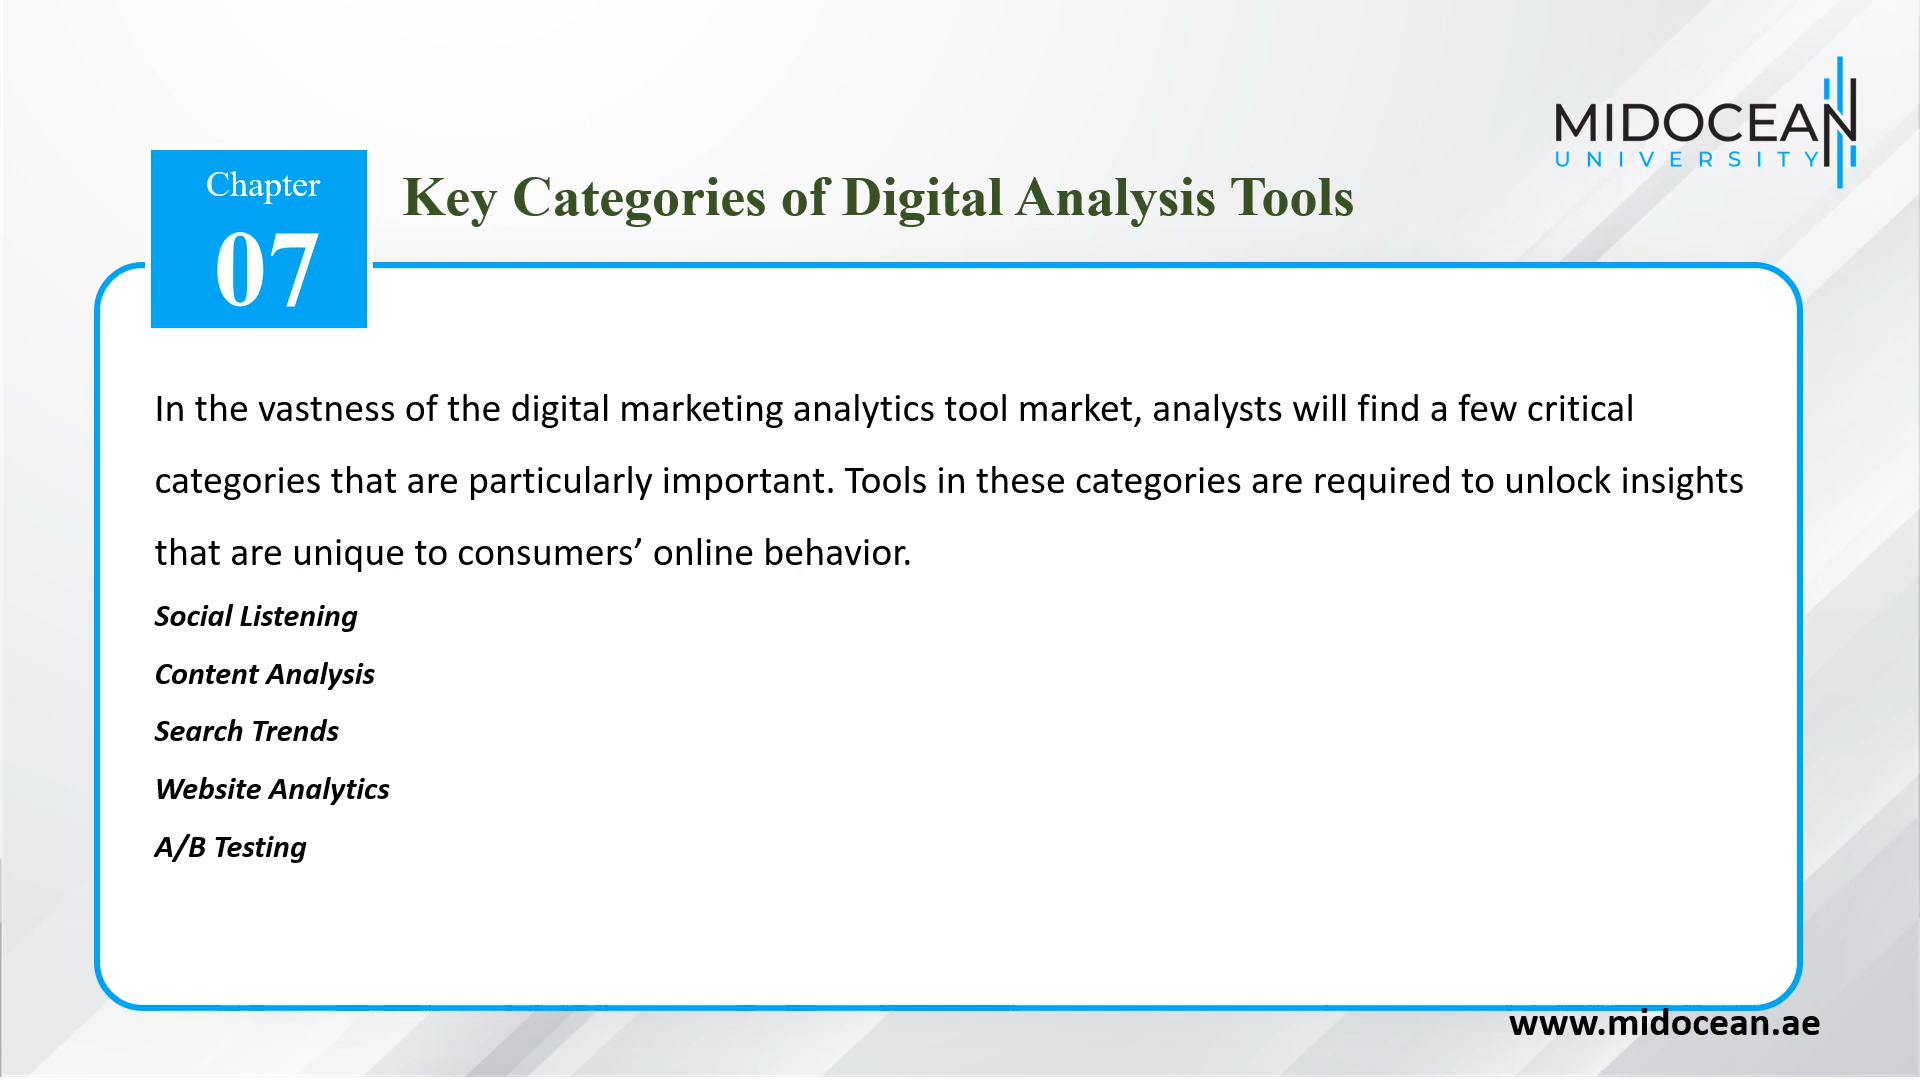 MIDOCEAN
UNIVERSITY
Chapter
07
Key Categories of Digital Analysis Tools
In the vastness of the digital marketing analytics tool market, analysts will find a few critical
categories that are particularly important. Tools in these categories are required to unlock insights
that are unique to consumers’ online behavior.
Social Listening
Content Analysis
Search Trends
Website Analytics
A/B Testing
www.midocean.ae